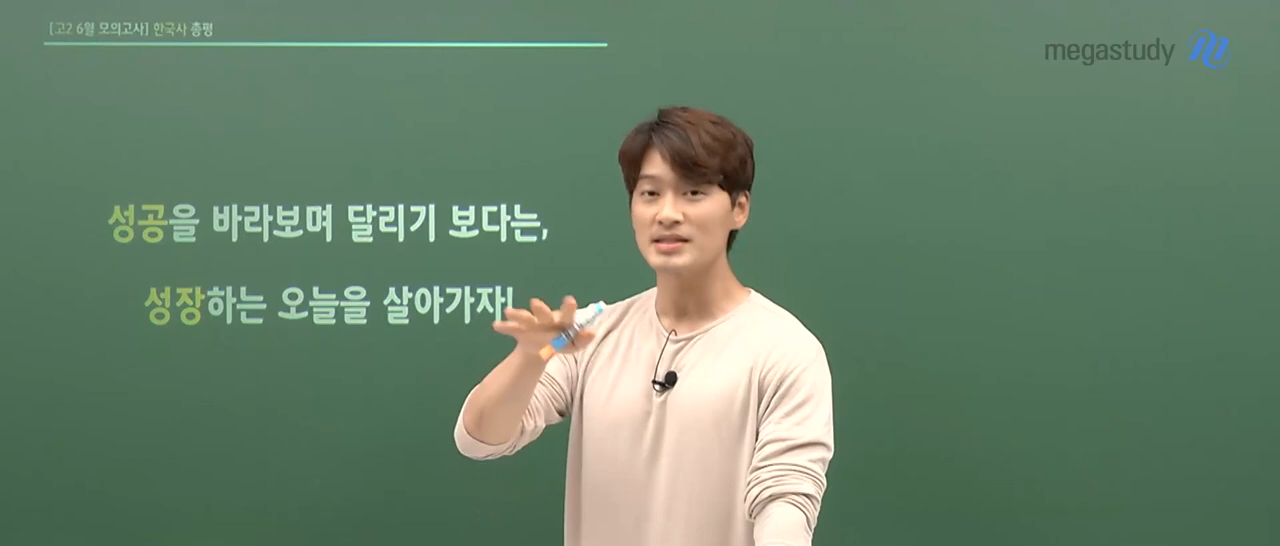 [고2 6월 모의고사] 한국사 총평
megastudy
성공을 바라보며 달리기 보다는,
성장하는 오늘을 살아가자!